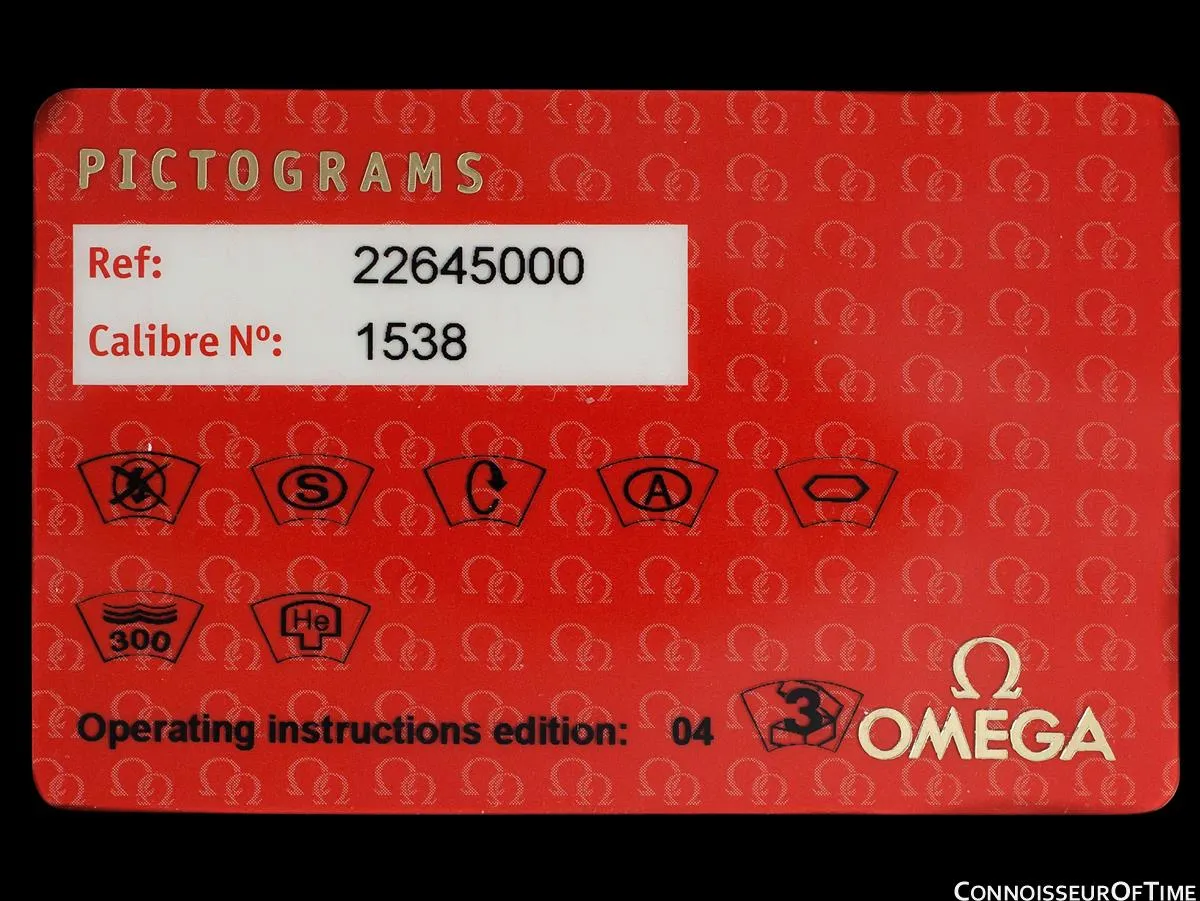 PICTOGRAMS
Ref: 22645000
Calibre Nº: 1538
S
A
300
He
Operating instructions edition: 04
3
Ω
OMEGA
CONNOISSEUROFTIME